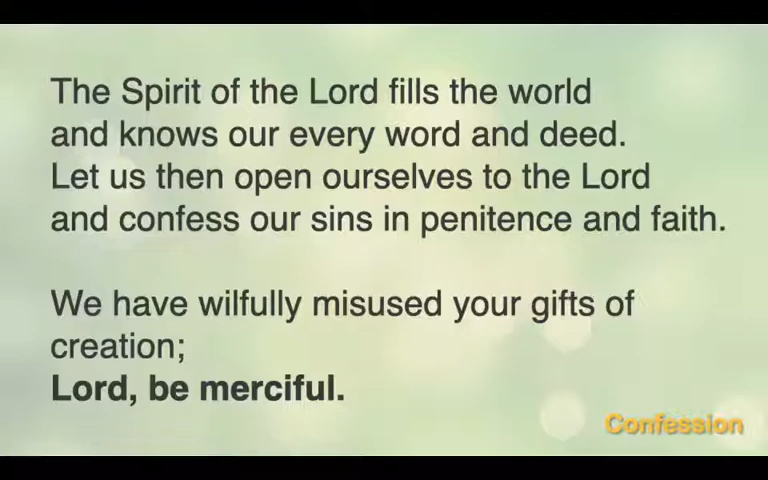 The Spirit of the Lord fills the world
and knows our every word and deed.
Let us then open ourselves to the Lord
and confess our sins in penitence and faith.
We have wilfully misused your gifts of
creation;
Lord, be merciful.
Confession